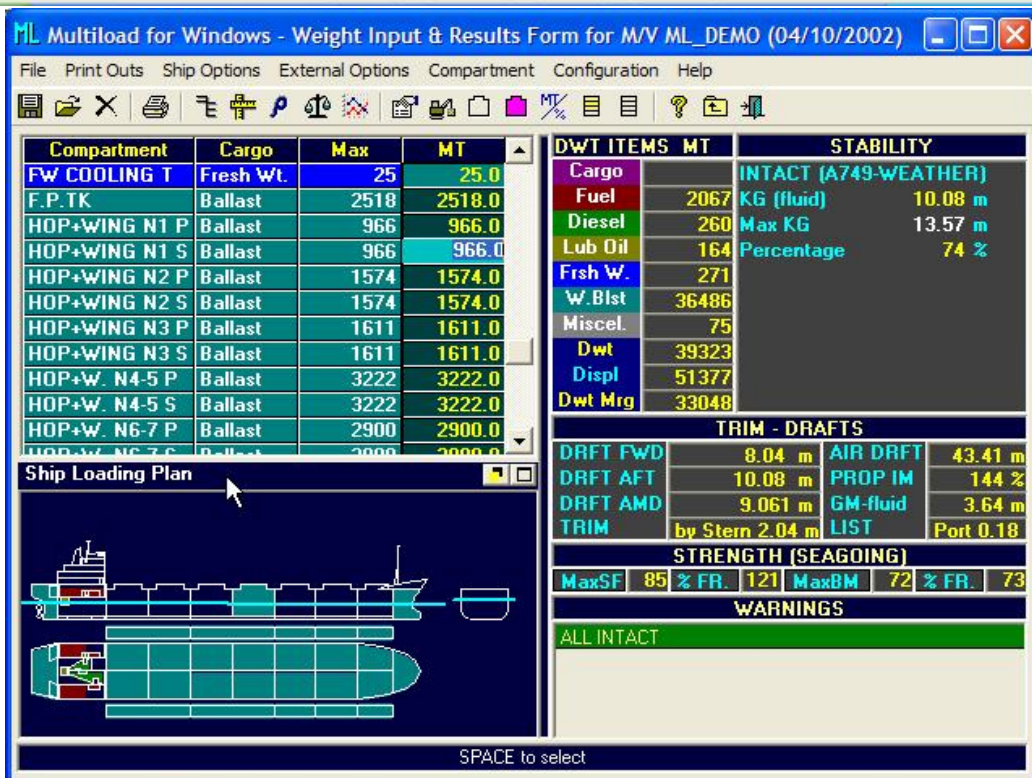 ML Multiload for Windows - Weight Input & Results Form for M/V ML_DEMO (04/10/2002)
File Print Outs Ship Options External Options Compartment Configuration Help
MT/%
Compartment Cargo Max MT
FW COOLING T Fresh Wt. 25 25.0
F.P.TK Ballast 2518 2518.0
HOP+WING N1 P Ballast 966 966.0
HOP+WING N1 S Ballast 966 966.0
HOP+WING N2 P Ballast 1574 1574.0
HOP+WING N2 S Ballast 1574 1574.0
HOP+WING N3 P Ballast 1611 1611.0
HOP+WING N3 S Ballast 1611 1611.0
HOP+W. N4-5 P Ballast 3222 3222.0
HOP+W. N4-5 S Ballast 3222 3222.0
HOP+W. N6-7 P Ballast 2900 2900.0
DWT ITEMS MT
Cargo
Fuel 2067
Diesel 260
Lub Oil 164
Frsh W. 271
W.Blst 36486
Miscel. 75
Dwt 39323
Displ 51377
Dwt Mrg 33048
STABILITY
INTACT (A749-WEATHER)
KG (fluid) 10.08 m
Max KG 13.57 m
Percentage 74 %
TRIM - DRAFTS
DRFT FWD 8.04 m AIR DRFT 43.41 m
DRFT AFT 10.08 m PROP IM 144 %
DRFT AMD 9.061 m GM-fluid 3.64 m
TRIM by Stern 2.04 m LIST Port 0.18
STRENGTH (SEAGOING)
MaxSF 85 % FR. 121 MaxBM 72 % FR. 73
WARNINGS
ALL INTACT
Ship Loading Plan
SPACE to select